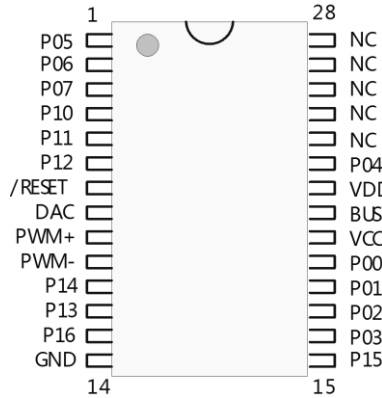 1 28
P05 NC
P06 NC
P07 NC
P10 NC
P11 NC
P12 P04
/RESET VDD
DAC BUS
PWM+ VCC
PWM- P00
P14 P01
P13 P02
P16 P03
GND P15
14 15